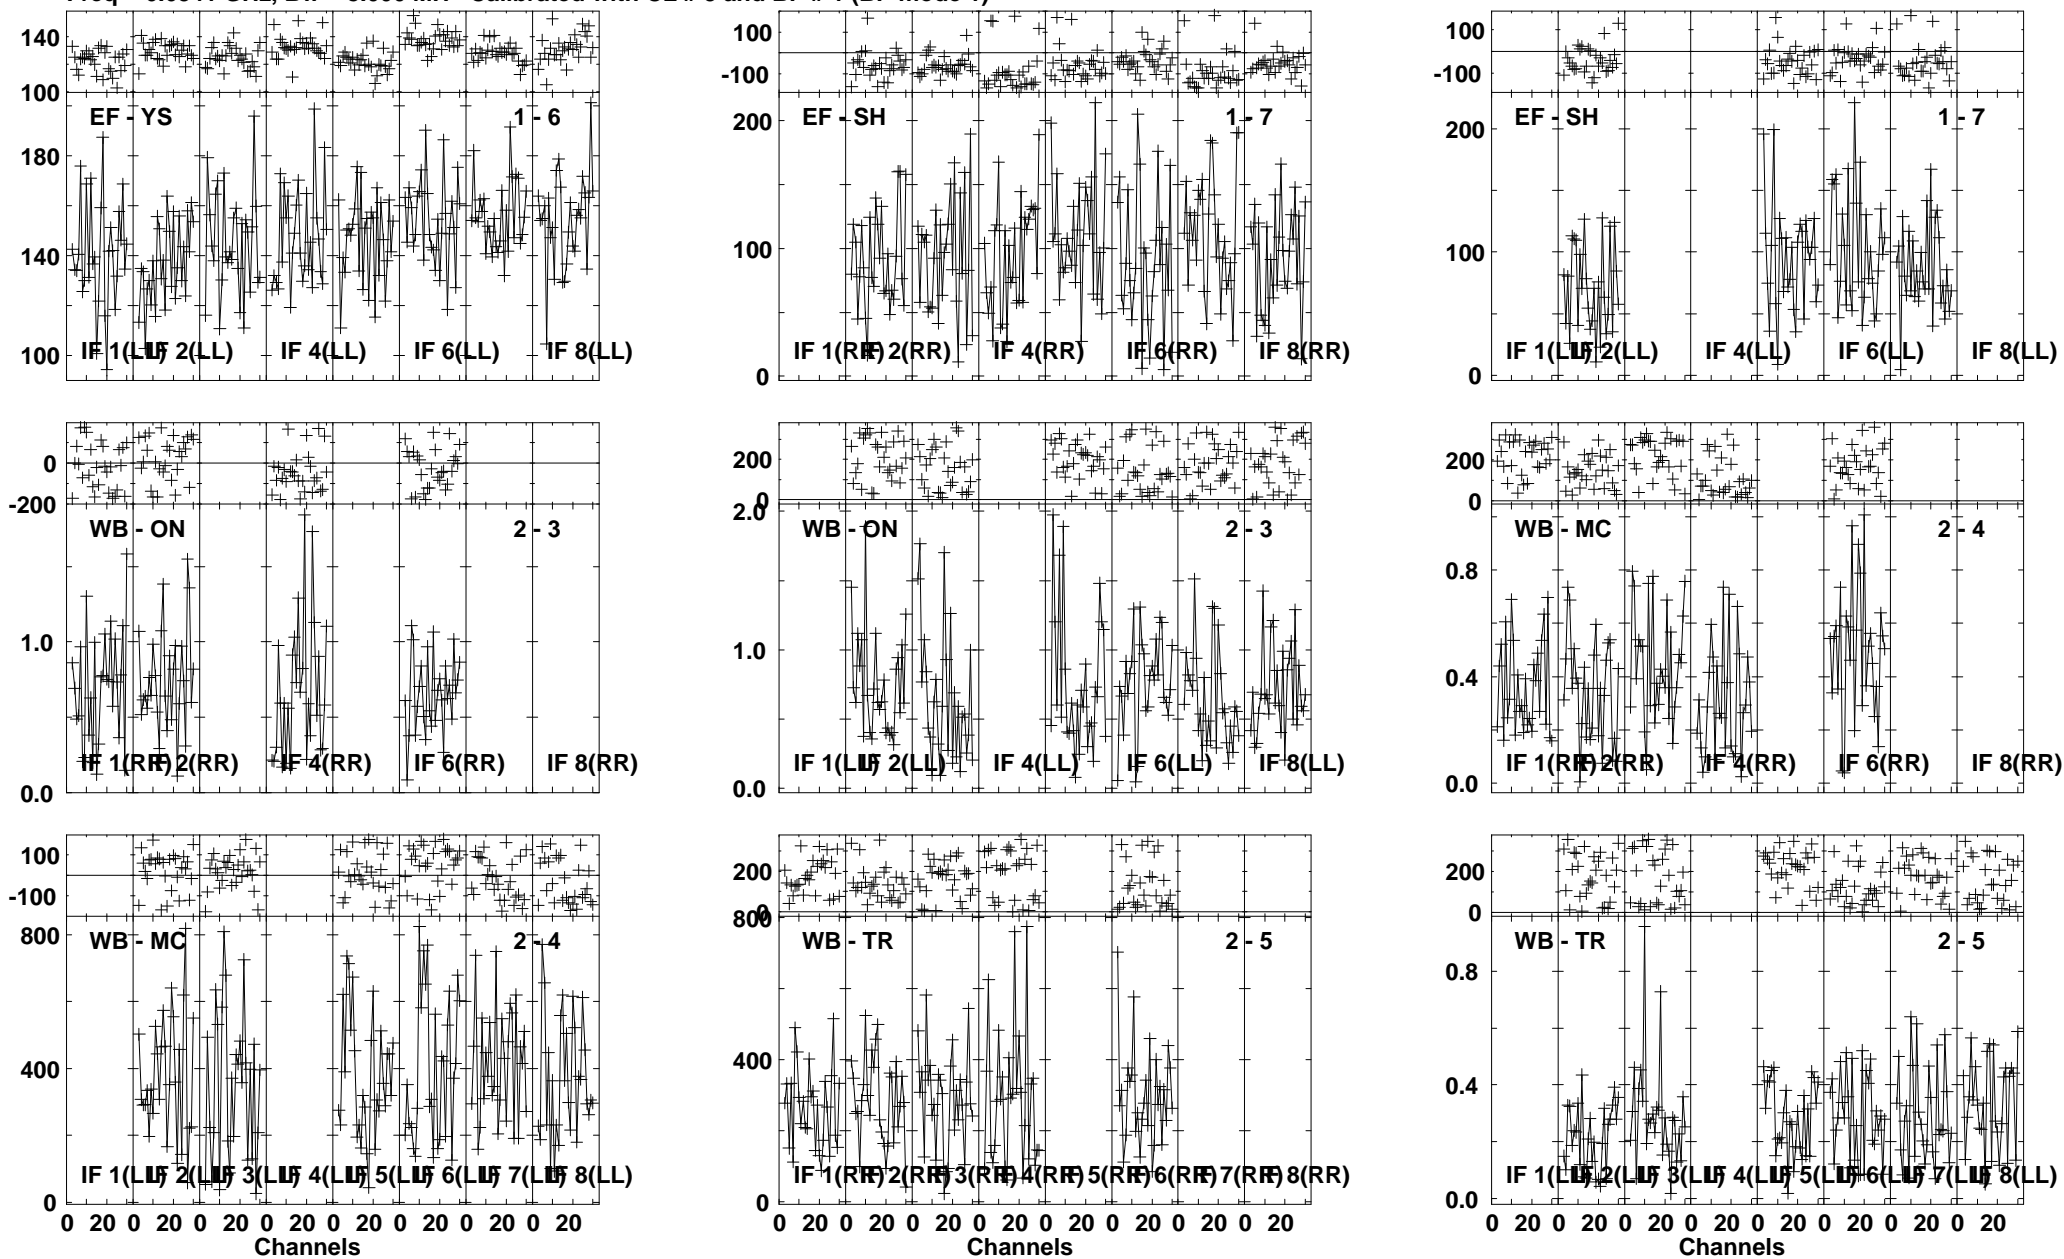 140
100
EF - YS 1 - 6
180
140
100
IF 1(LL) IF 2(LL) IF 4(LL) IF 6(LL) IF 8(LL)
100
-100
EF - SH 1 - 7
200
100
0
IF 1(RR) IF 2(RR) IF 4(RR) IF 6(RR) IF 8(RR)
100
-100
EF - SH 1 - 7
200
100
0
IF 1(LL) IF 2(LL) IF 4(LL) IF 6(LL) IF 8(LL)
0
-200
WB - ON 2 - 3
1.0
0.0
IF 1(RR) IF 2(RR) IF 4(RR) IF 6(RR) IF 8(RR)
200
0
2.0
WB - ON 2 - 3
1.0
0.0
IF 1(LL) IF 2(LL) IF 4(LL) IF 6(LL) IF 8(LL)
200
0
WB - MC 2 - 4
0.8
0.4
0.0
IF 1(RR) IF 2(RR) IF 4(RR) IF 6(RR) IF 8(RR)
100
-100
WB - MC 2 - 4
800
400
0
IF 1(LL) IF 2(LL) IF 3(LL) IF 4(LL) IF 5(LL) IF 6(LL) IF 7(LL) IF 8(LL)
0 20 0 20 0 20 0 20 0 20 0 20 0 20 0 20
Channels
200
0
800
WB - TR 2 - 5
400
0
IF 1(RR) IF 2(RR) IF 3(RR) IF 4(RR) IF 5(RR) IF 6(RR) IF 7(RR) IF 8(RR)
0 20 0 20 0 20 0 20 0 20 0 20 0 20 0 20
Channels
200
0
WB - TR 2 - 5
0.8
0.4
0.0
IF 1(LL) IF 2(LL) IF 3(LL) IF 4(LL) IF 5(LL) IF 6(LL) IF 7(LL) IF 8(LL)
0 20 0 20 0 20 0 20 0 20 0 20 0 20 0 20
Channels